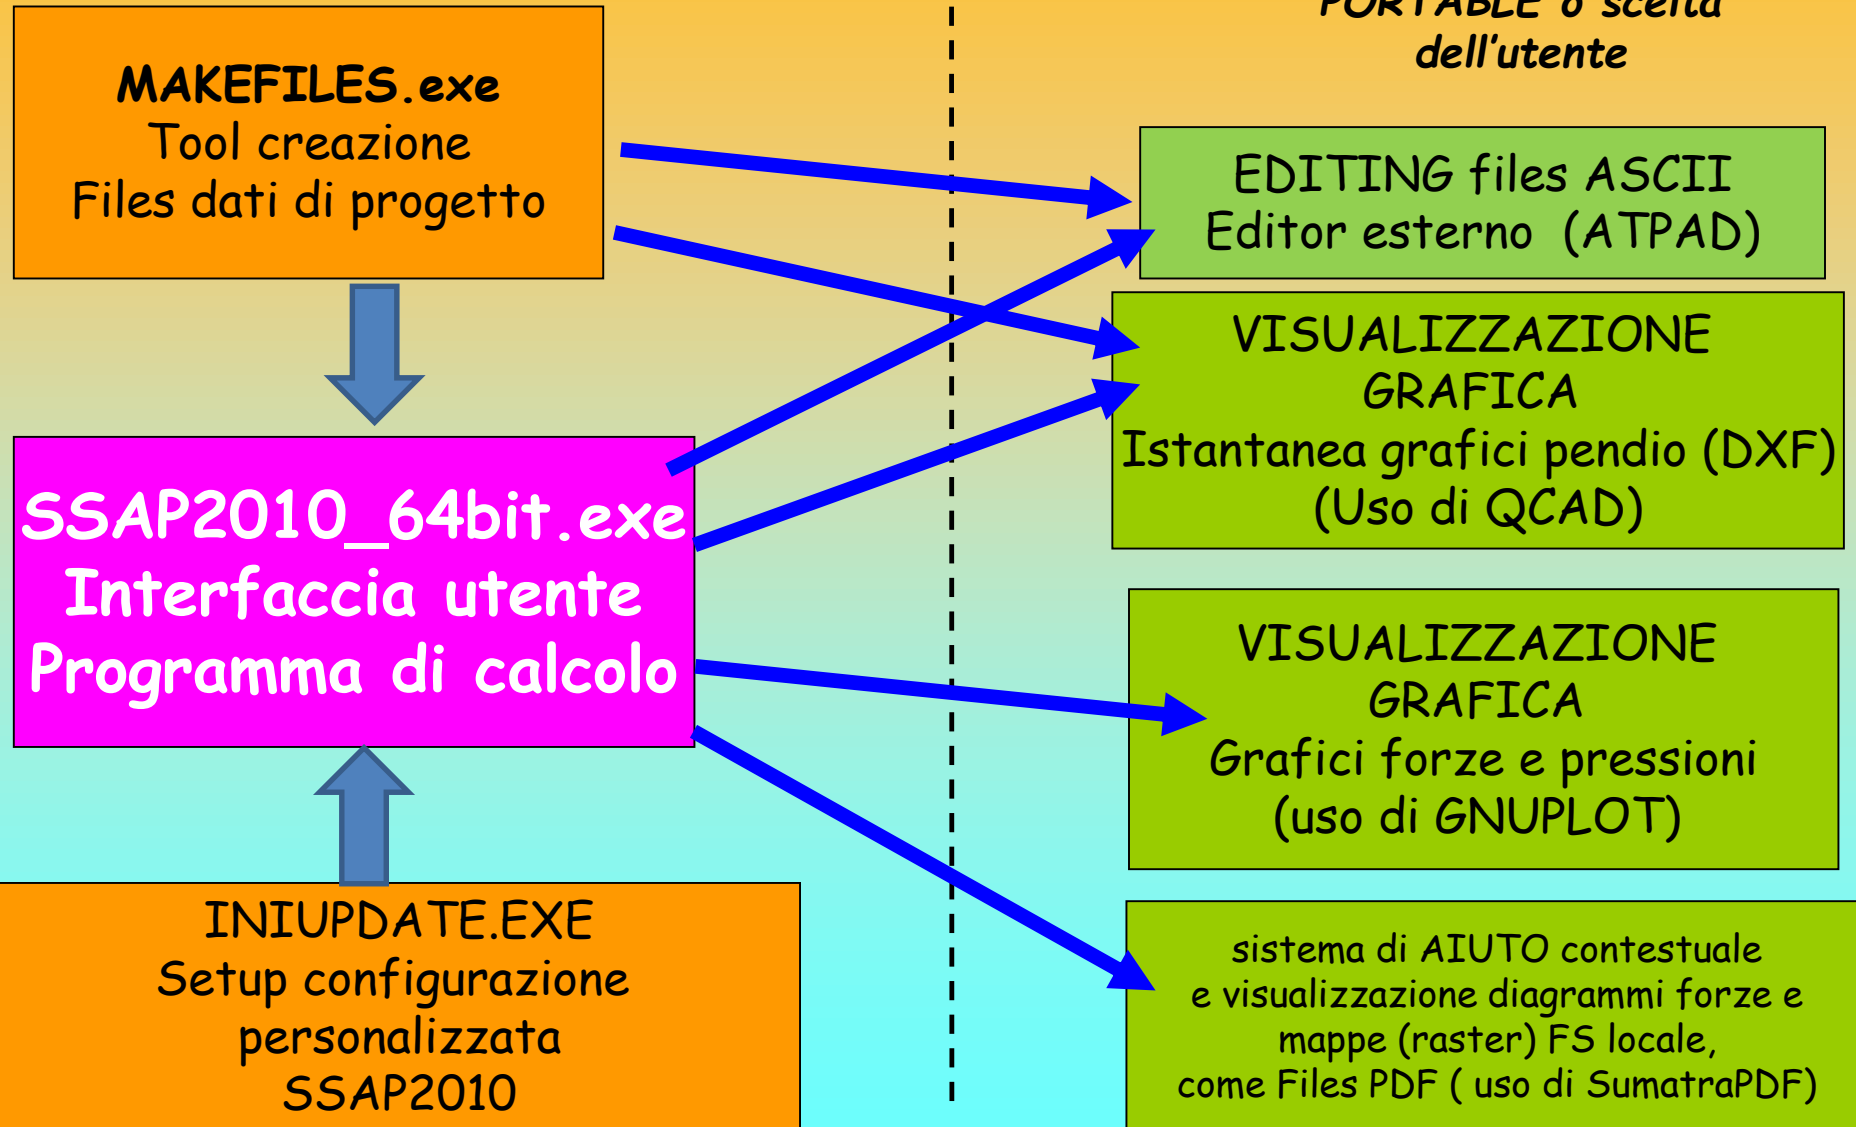 PORTABLE o scelta
dell'utente
MAKEFILES.exe
Tool creazione
Files dati di progetto
EDITING files ASCII
Editor esterno (ATPAD)
VISUALIZZAZIONE
GRAFICA
Istantanea grafici pendio (DXF)
(Uso di QCAD)
SSAP2010_64bit.exe
Interfaccia utente
Programma di calcolo
VISUALIZZAZIONE
GRAFICA
Grafici forze e pressioni
(uso di GNUPLOT)
INIUPDATE.EXE
Setup configurazione
personalizzata
SSAP2010
sistema di AIUTO contestuale
e visualizzazione diagrammi forze e
mappe (raster) FS locale,
come Files PDF ( uso di SumatraPDF)